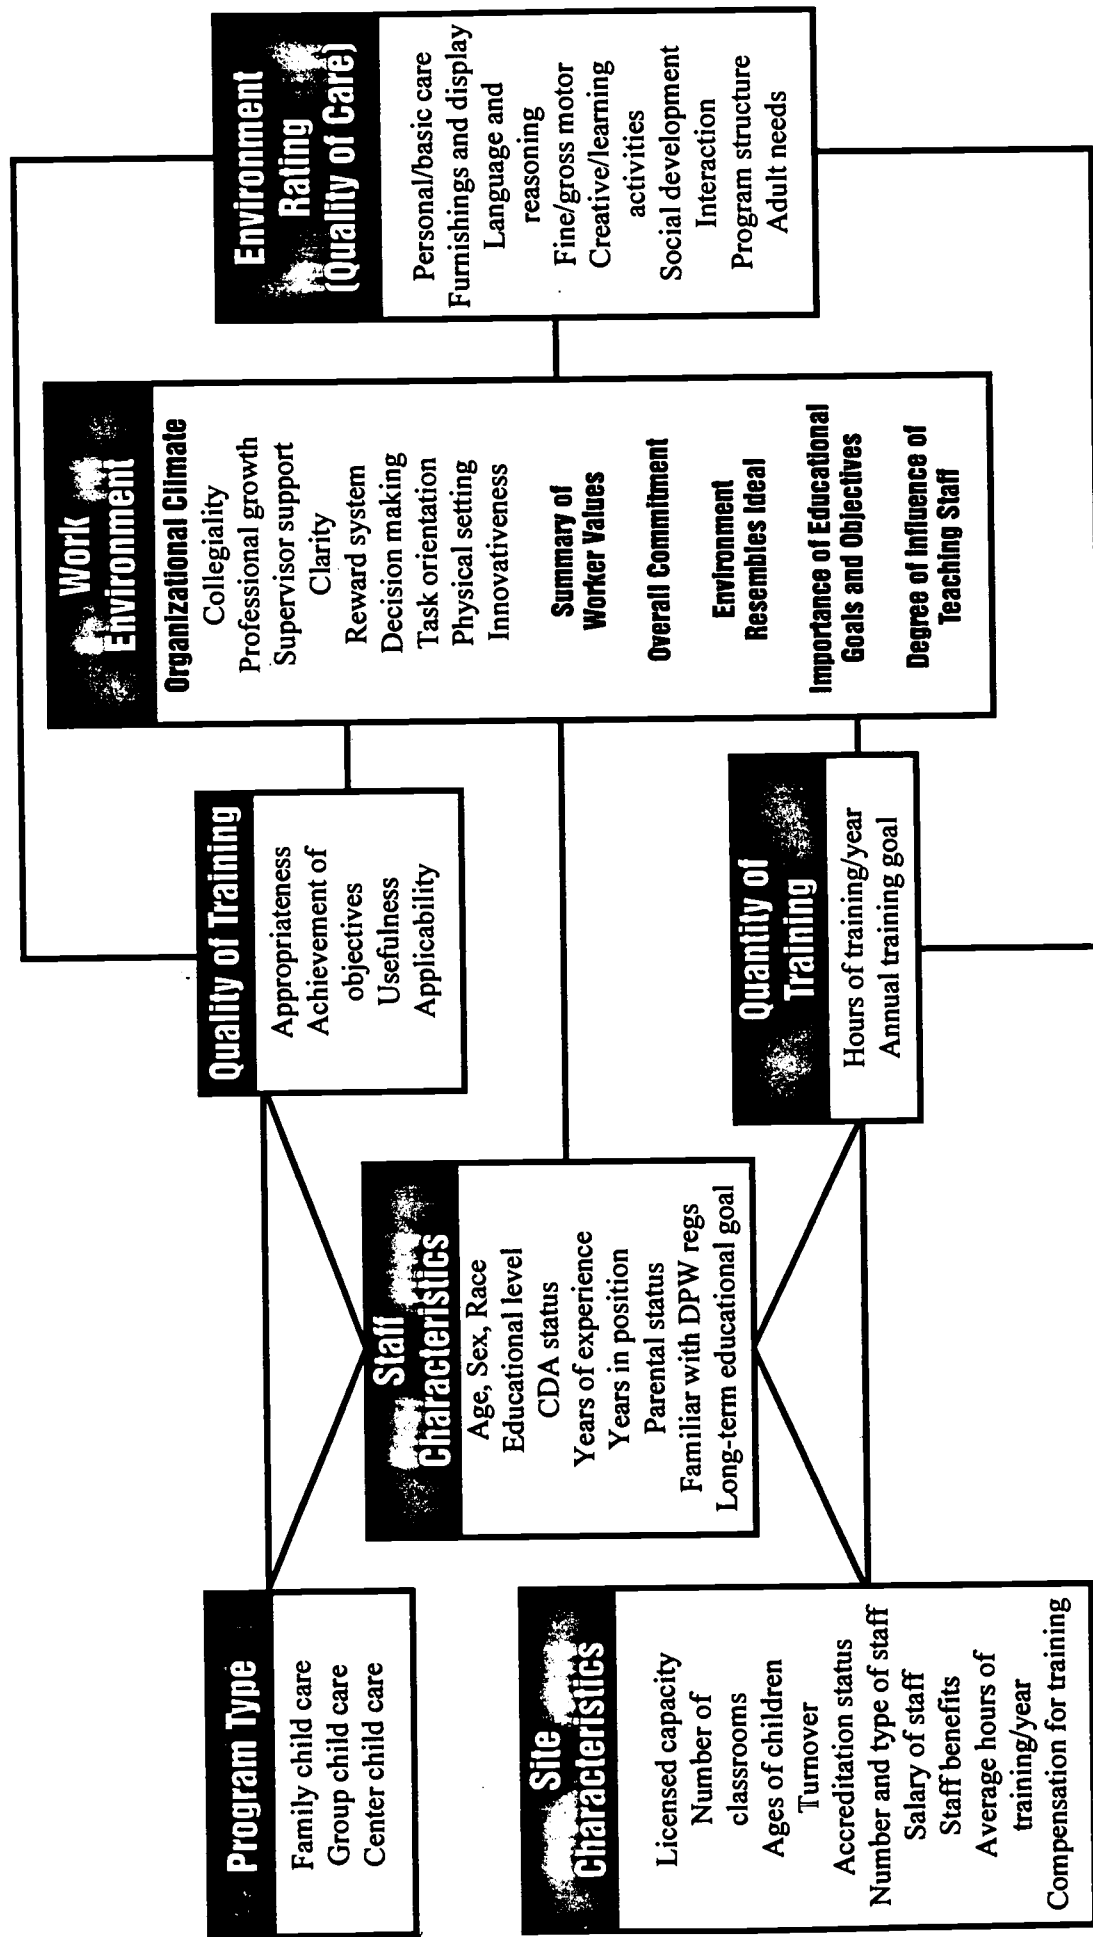 Program Type
Family child care
Group child care
Center child care
Site
Characteristics
Licensed capacity
Number of
classrooms
Ages of children
Turnover
Accreditation status
Number and type of staff
Salary of staff
Staff benefits
Average hours of
training/year
Compensation for training
Staff
Characteristics
Age, Sex, Race
Educational level
CDA status
Years of experience
Years in position
Parental status
Familiar with DPW regs
Long-term educational goal
Quality of Training
Appropriateness
Achievement of
objectives
Usefulness
Applicability
Quantity of
Training
Hours of training/year
Annual training goal
Work
Environment
Organizational Climate
Collegiality
Professional growth
Supervisor support
Clarity
Reward system
Decision making
Task orientation
Physical setting
Innovativeness
Summary of
Worker Values
Overall Commitment
Environment
Resembles Ideal
Importance of Educational
Goals and Objectives
Degree of Influence of
Teaching Staff
Environment
Rating
(Quality of Care)
Personal/basic care
Furnishings and display
Language and
reasoning
Fine/gross motor
Creative/learning
activities
Social development
Interaction
Program structure
Adult needs